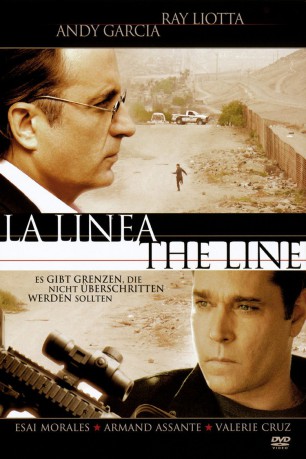 RAY LIOTTA
ANDY GARCIA
LA LINEA
THE LINE
ES GIBT GRENZEN, DIE
NICHT ÜBERSCHRITTEN
WERDEN SOLLTEN
ESAI MORALES • ARMAND ASSANTE • VALERIE CRUZ
DVD